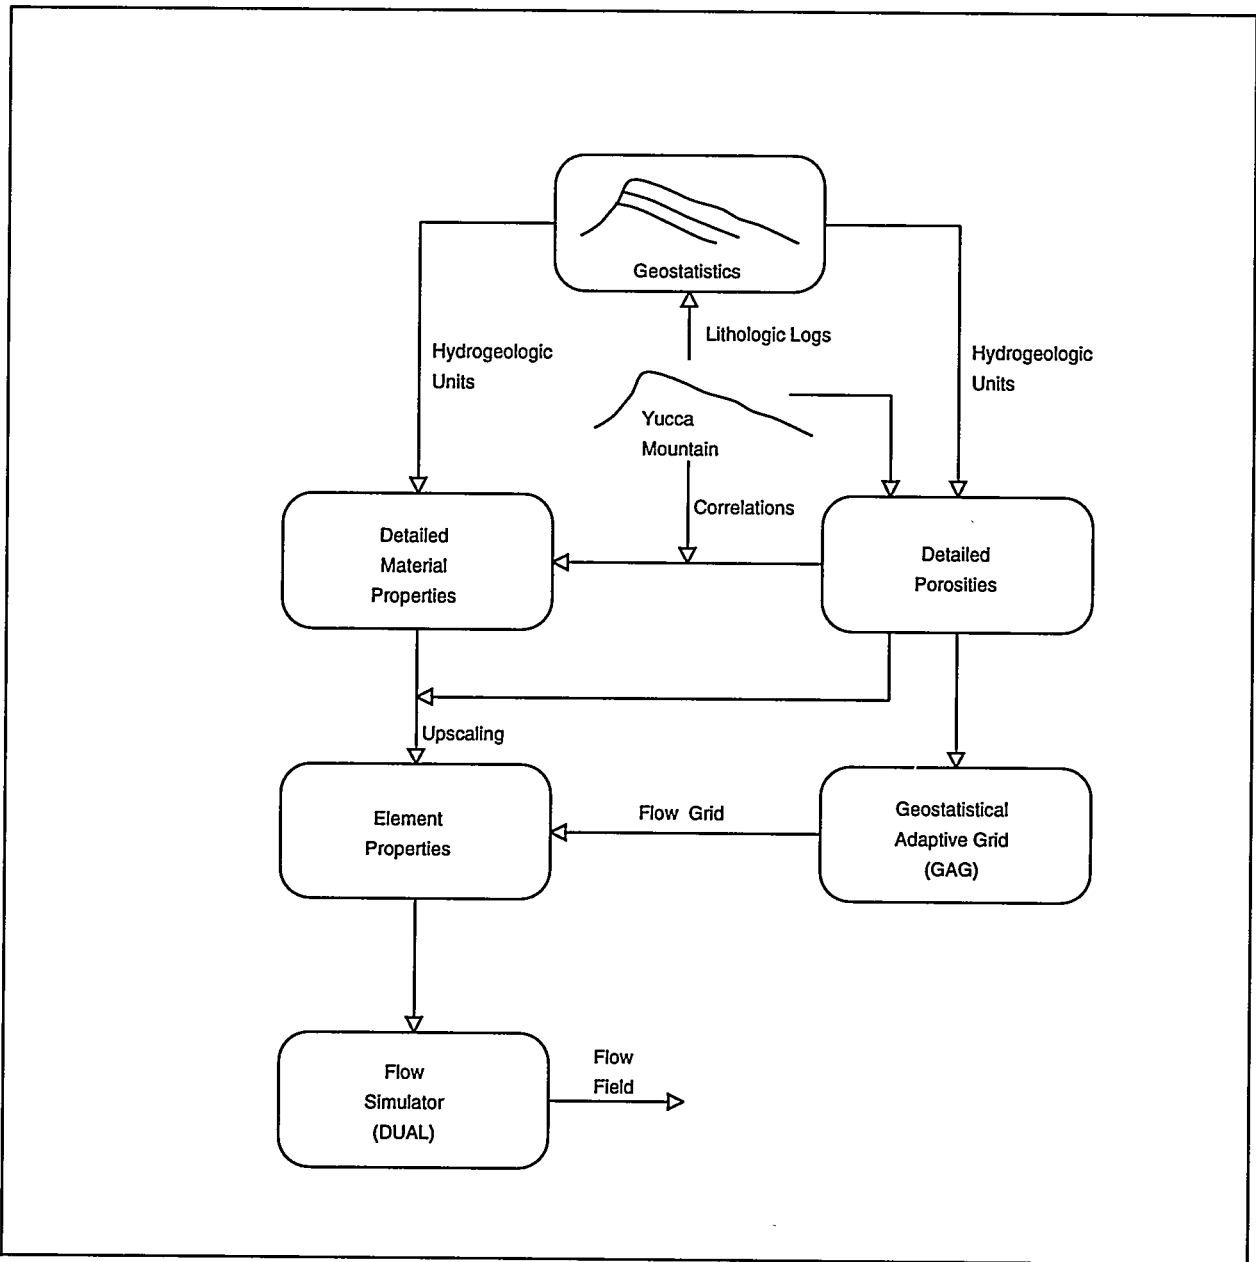 Geostatistics
Lithologic Logs
Hydrogeologic
Units
Hydrogeologic
Units
Yucca
Mountain
Correlations
Detailed
Material
Properties
Detailed
Porosities
Upscaling
Element
Properties
Flow Grid
Geostatistical
Adaptive Grid
(GAG)
Flow
Simulator
(DUAL)
Flow
Field